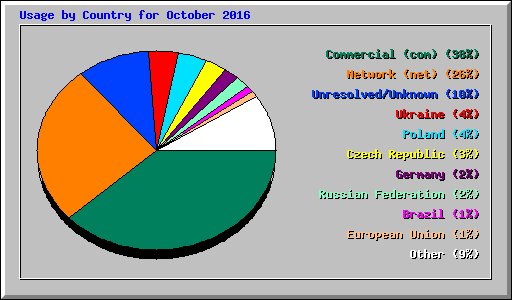 Usage by Country for October 2016
Commercial (com) (38%)
Network (net) (26%)
Unresolved/Unknown (10%)
Ukraine (4%)
Poland (4%)
Czech Republic (3%)
Germany (2%)
Russian Federation (2%)
Brazil (1%)
European Union (1%)
Other (9%)